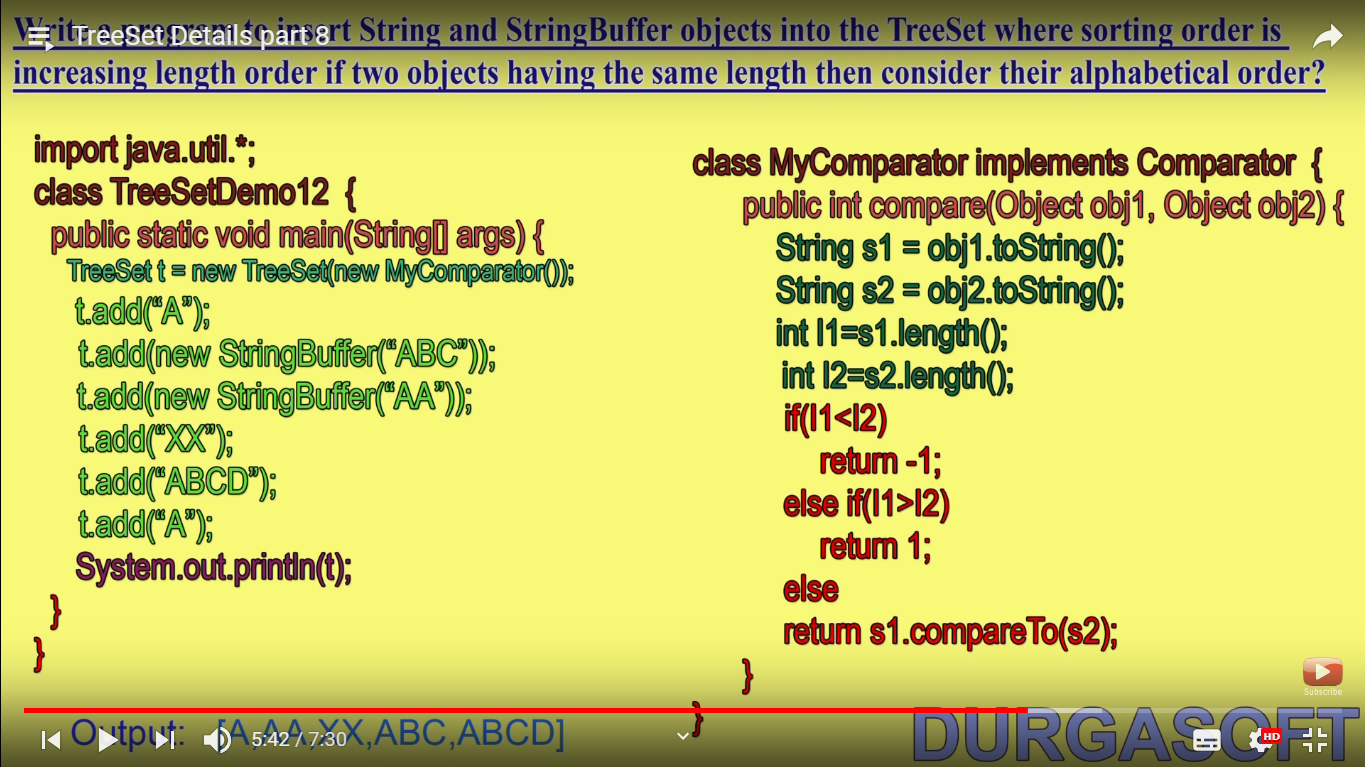 Write a program to insert String and StringBuffer objects into the TreeSet where sorting order is
increasing length order if two objects having the same length then consider their alphabetical order?
TreeSet Details part 8
import java.util.*;
class TreeSetDemo12 {
public static void main(String[] args) {
TreeSet t = new TreeSet(new MyComparator());
t.add(“A”);
t.add(new StringBuffer(“ABC”));
t.add(new StringBuffer(“AA”));
t.add(“XX”);
t.add(“ABCD”);
t.add(“A”);
System.out.println(t);
}
}
Output: [A,AA,XX,ABC,ABCD]
class MyComparator implements Comparator {
public int compare(Object obj1, Object obj2) {
String s1 = obj1.toString();
String s2 = obj2.toString();
int l1=s1.length();
int l2=s2.length();
if(l1<l2)
return -1;
else if(l1>l2)
return 1;
else
return s1.compareTo(s2);
}
}
Subscribe
DURGASOFT
5:42 / 7:30
HD